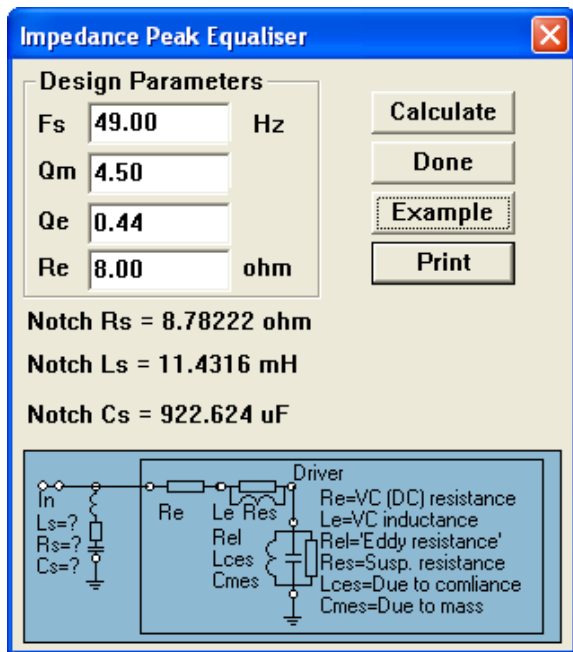 Impedance Peak Equaliser
Design Parameters
Fs 49.00 Hz
Qm 4.50
Qe 0.44
Re 8.00 ohm
Calculate
Done
Example
Print
Notch Rs = 8.78222 ohm
Notch Ls = 11.4316 mH
Notch Cs = 922.624 uF
In
Ls=?
Rs=?
Cs=?
Driver
Re
Le Res
Rel
Lces
Cmes
Re=VC (DC) resistance
Le=VC inductance
Rel='Eddy resistance'
Res=Susp. resistance
Lces=Due to comliance
Cmes=Due to mass